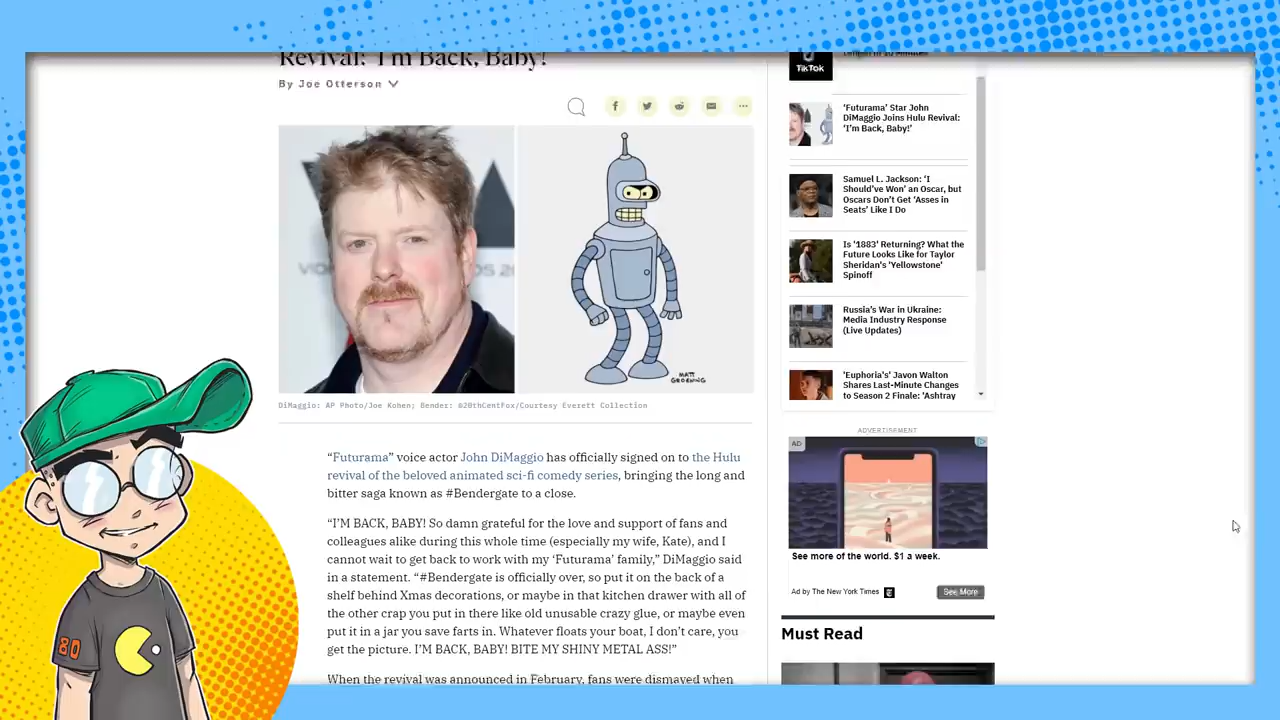 Revival: 'I'm Back, Baby!'
By Joe Otterson
DiMaggio: AP Photo/Joe Kohen; Bender: ©20thCentFox/Courtesy Everett Collection
MATT
GROENING
“Futurama” voice actor John DiMaggio has officially signed on to the Hulu
revival of the beloved animated sci-fi comedy series, bringing the long and
bitter saga known as #Bendergate to a close.
“I’M BACK, BABY! So damn grateful for the love and support of fans and
colleagues alike during this whole time (especially my wife, Kate), and I
cannot wait to get back to work with my ‘Futurama’ family,” DiMaggio said
in a statement. “#Bendergate is officially over, so put it on the back of a
shelf behind Xmas decorations, or maybe in that kitchen drawer with all of
the other crap you put in there like old unusable crazy glue, or maybe even
put it in a jar you save farts in. Whatever floats your boat, I don’t care, you
get the picture. I’M BACK, BABY! BITE MY SHINY METAL ASS!”
When the revival was announced in February, fans were dismayed when
TikTok
‘Futurama’ Star John
DiMaggio Joins Hulu Revival:
‘I’m Back, Baby!’
Samuel L. Jackson: ‘I
Should’ve Won’ an Oscar, but
Oscars Don’t Get ‘Asses in
Seats’ Like I Do
Is '1883' Returning? What the
Future Looks Like for Taylor
Sheridan's 'Yellowstone'
Spinoff
Russia’s War in Ukraine:
Media Industry Response
(Live Updates)
'Euphoria's' Javon Walton
Shares Last-Minute Changes
to Season 2 Finale: 'Ashtray
ADVERTISEMENT
AD
See more of the world. $1 a week.
Ad by The New York Times
See More
Must Read
80